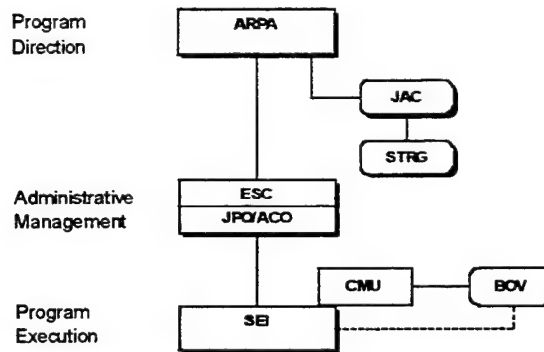 Program
Direction
ARPA
JAC
STRG
Administrative
Management
ESC
JPO/ACO
CMU
BOV
Program
Execution
SEI